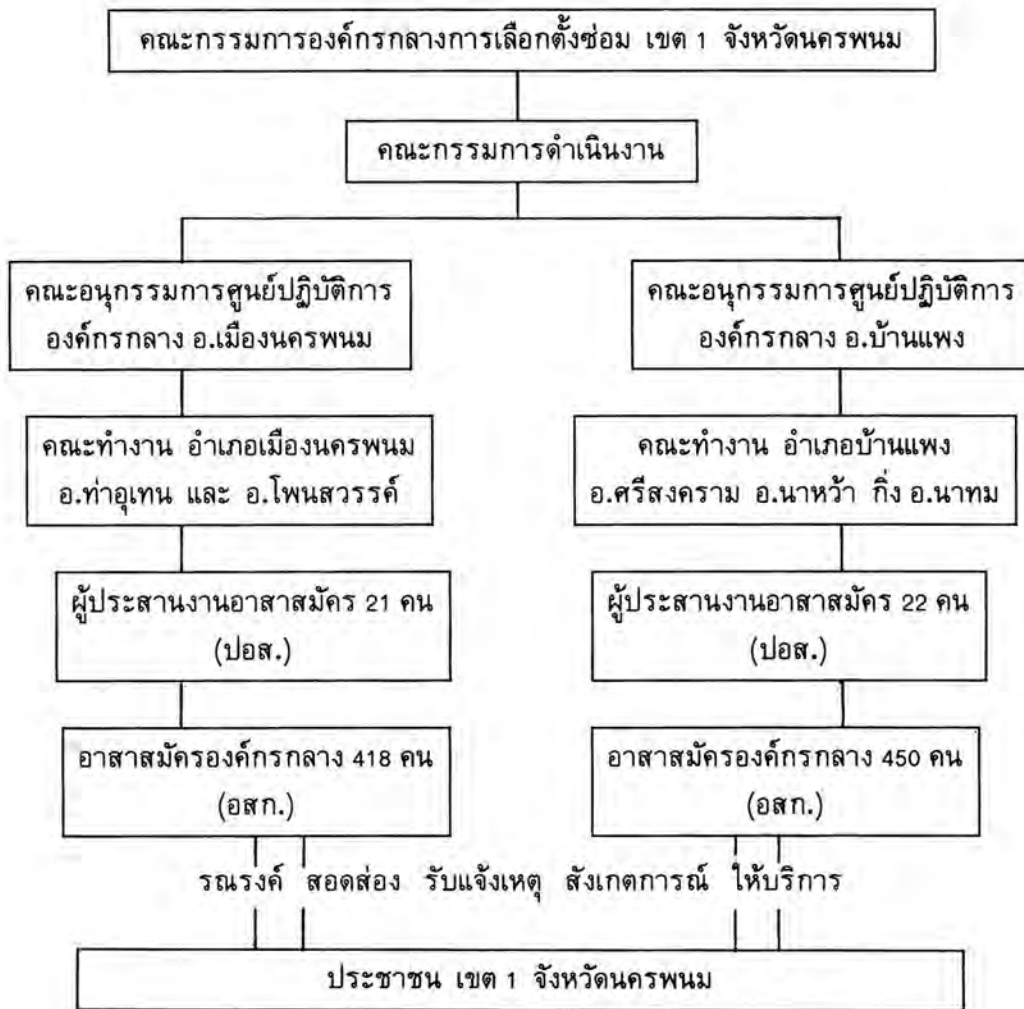 คณะกรรมการองค์กรกลางการเลือกตั้งซ่อม เขต 1 จังหวัดนครพนม
คณะกรรมการดำเนินงาน
คณะอนุกรรมการศูนย์ปฏิบัติการ
องค์กรกลาง อ.เมืองนครพนม
คณะอนุกรรมการศูนย์ปฏิบัติการ
องค์กรกลาง อ.บ้านแพง
คณะทำงาน อำเภอเมืองนครพนม
อ.ท่าอุเทน และ อ.โพนสวรรค์
คณะทำงาน อำเภอบ้านแพง
อ.ศรีสงคราม อ.นาหว้า กิ่ง อ.นาทม
ผู้ประสานงานอาสาสมัคร 21 คน
(ปอส.)
ผู้ประสานงานอาสาสมัคร 22 คน
(ปอส.)
อาสาสมัครองค์กรกลาง 418 คน
(อสก.)
อาสาสมัครองค์กรกลาง 450 คน
(อสก.)
รณรงค์ สอดส่อง รับแจ้งเหตุ สังเกตการณ์ ให้บริการ
ประชาชน เขต 1 จังหวัดนครพนม